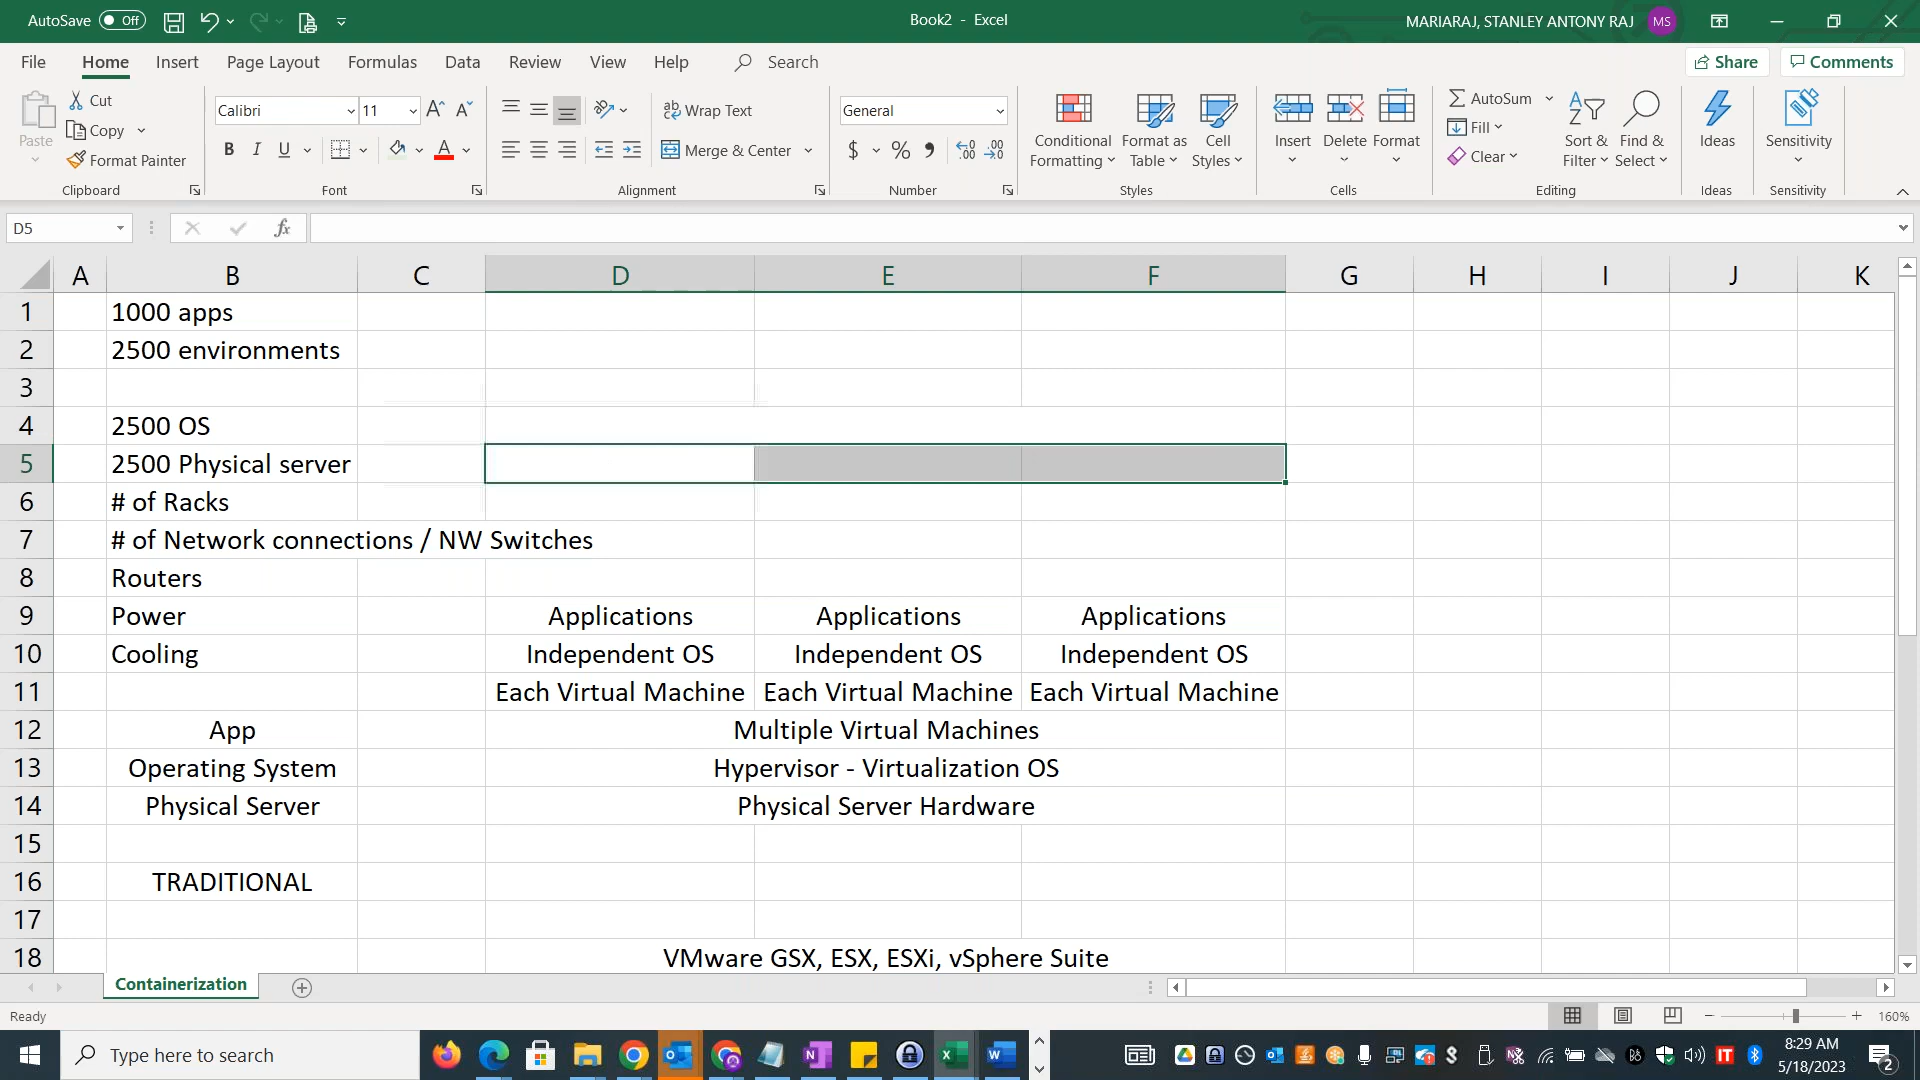 AutoSave Off
Book2 - Excel
MARIARAJ, STANLEY ANTONY RAJ MS
File Home Insert Page Layout Formulas Data Review View Help Search Share Comments
Paste
Cut
Copy
Format Painter
Clipboard
Calibri 11
B I U A
Font
Wrap Text
Merge & Center
Alignment
General
$ %
Number
Conditional Formatting
Format as Table
Cell Styles
Styles
Insert Delete Format
Cells
AutoSum
Fill
Clear
Sort & Filter
Find & Select
Editing
Ideas
Ideas
Sensitivity
Sensitivity
D5 fx
A B C D E F G H I J K
1 1000 apps
2 2500 environments
3
4 2500 OS
5 2500 Physical server
6 # of Racks
7 # of Network connections / NW Switches
8 Routers
9 Power Applications Applications Applications
10 Cooling Independent OS Independent OS Independent OS
11 Each Virtual Machine Each Virtual Machine Each Virtual Machine
12 App Multiple Virtual Machines
13 Operating System Hypervisor - Virtualization OS
14 Physical Server Physical Server Hardware
15
16 TRADITIONAL
17
18 VMware GSX, ESX, ESXi, vSphere Suite
Containerization
Ready 160%
Type here to search
8:29 AM
5/18/2023
2